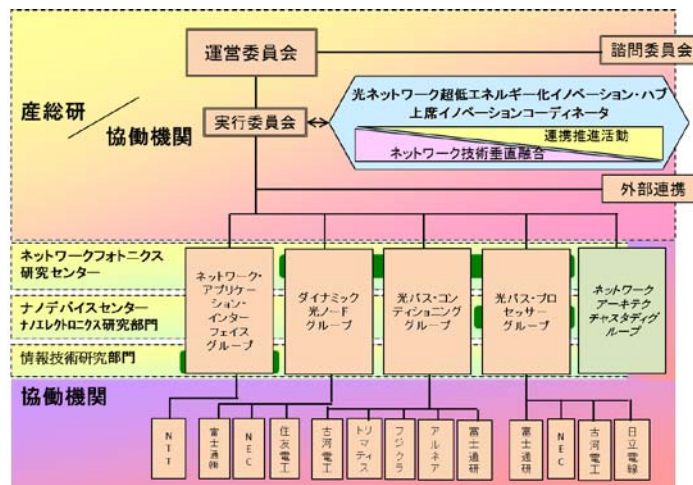 運営委員会
諮問委員会
産総研
協働機関
実行委員会
光ネットワーク超低エネルギー化イノベーション・ハブ
上席イノベーションコーディネータ
連携推進活動
ネットワーク技術垂直融合
外部連携
ネットワークフォトニクス
研究センター
ナノデバイスセンター
ナノエレクトロニクス研究部門
情報技術研究部門
ネットワーク・
アプリケー
ション・
インター
フェイス
グループ
ダイナミック
光ノード
グループ
光パス・コン
ディショニング
グループ
光パス・プロ
セッサー
グループ
ネットワーク
アーキテク
チャスタディグ
ループ
協働機関
NTT
富士通㈱
NEC
住友電工
古河電工
トリマティス
フジクラ
アルネア
富士通研
富士通研
NEC
古河電工
日立電線